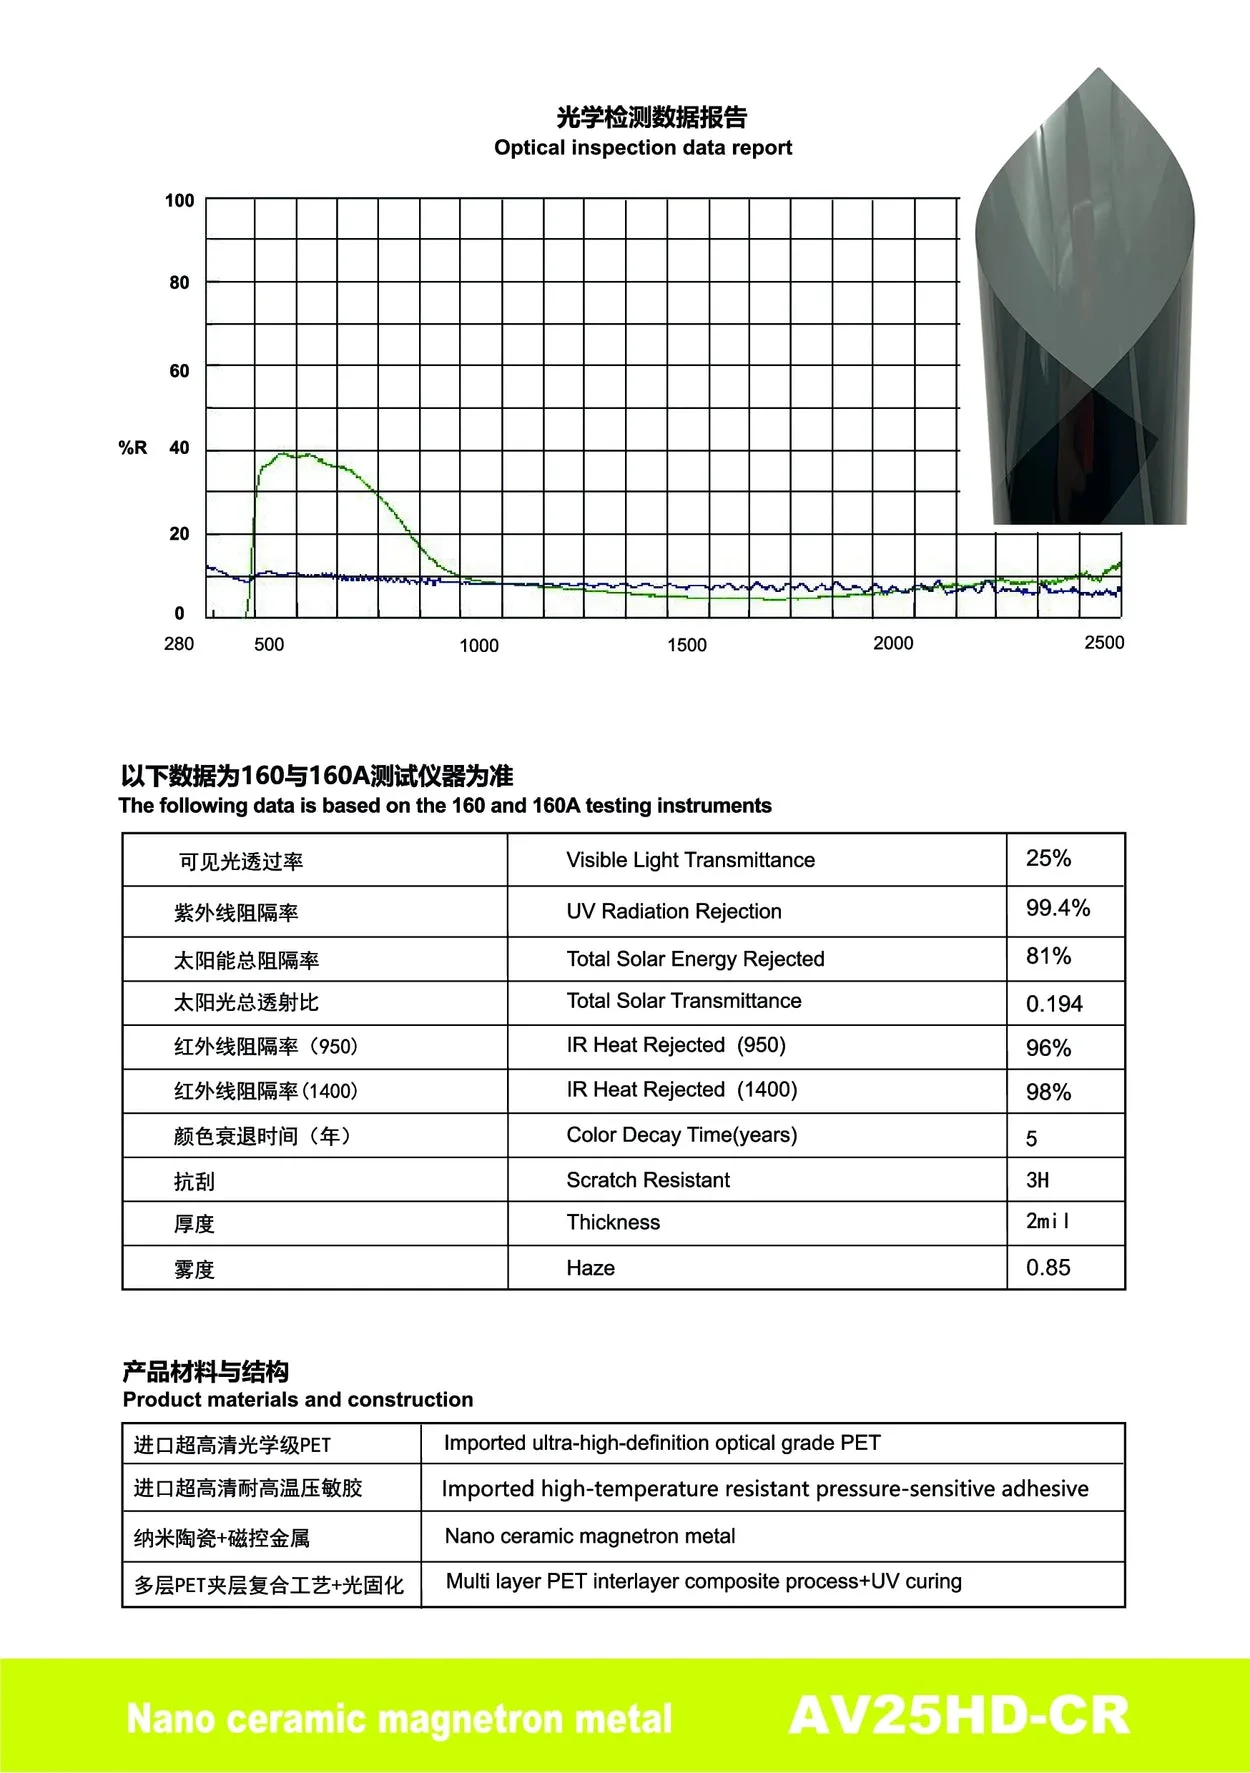 光学检测数据报告
Optical inspection data report
100
80
60
%R 40
20
0
280 500 1000 1500 2000 2500
以下数据为160与160A测试仪器为准
The following data is based on the 160 and 160A testing instruments
可见光透过率 Visible Light Transmittance 25%
紫外线阻隔率 UV Radiation Rejection 99.4%
太阳能总阻隔率 Total Solar Energy Rejected 81%
太阳光总透射比 Total Solar Transmittance 0.194
红外线阻隔率（950) IR Heat Rejected (950) 96%
红外线阻隔率(1400) IR Heat Rejected (1400) 98%
颜色衰退时间（年） Color Decay Time(years) 5
抗刮 Scratch Resistant 3H
厚度 Thickness 2mil
雾度 Haze 0.85
产品材料与结构
Product materials and construction
进口超高清光学级PET Imported ultra-high-definition optical grade PET
进口超高清耐高温压敏胶 Imported high-temperature resistant pressure-sensitive adhesive
纳米陶瓷+磁控金属 Nano ceramic magnetron metal
多层PET夹层复合工艺+光固化 Multi layer PET interlayer composite process+UV curing
Nano ceramic magnetron metal AV25HD-CR